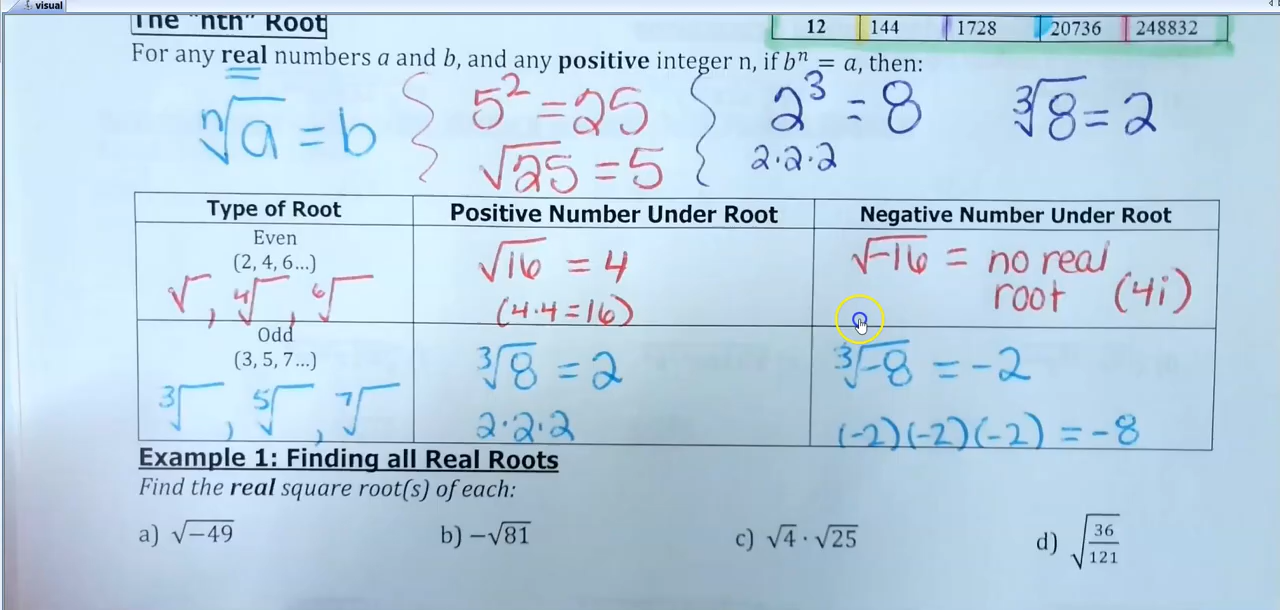 visual
The "nth" Root
12 144 1728 20736 248832
For any real numbers a and b, and any positive integer n, if bⁿ = a, then:
ⁿ√a = b
5² = 25
√25 = 5
2³ = 8
2·2·2
³√8 = 2
Type of Root Positive Number Under Root Negative Number Under Root
Even
(2, 4, 6...)
√, ⁴√, ⁶√
√16 = 4
(4·4=16)
√-16 = no real
root (4i)
Odd
(3, 5, 7...)
³√, ⁵√, ⁷√
³√8 = 2
2·2·2
³√-8 = -2
(-2)(-2)(-2) = -8
Example 1: Finding all Real Roots
Find the real square root(s) of each:
a) √−49 b) −√81 c) √4 · √25 d) √(36/121)